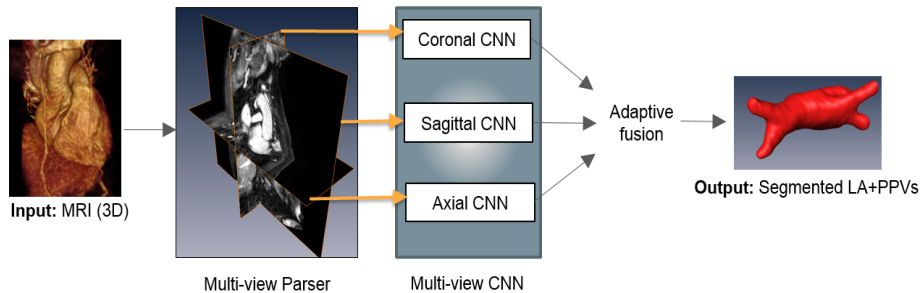 Coronal CNN
Sagittal CNN
Axial CNN
Adaptive
fusion
Input: MRI (3D)
Output: Segmented LA+PPVs
Multi-view Parser
Multi-view CNN